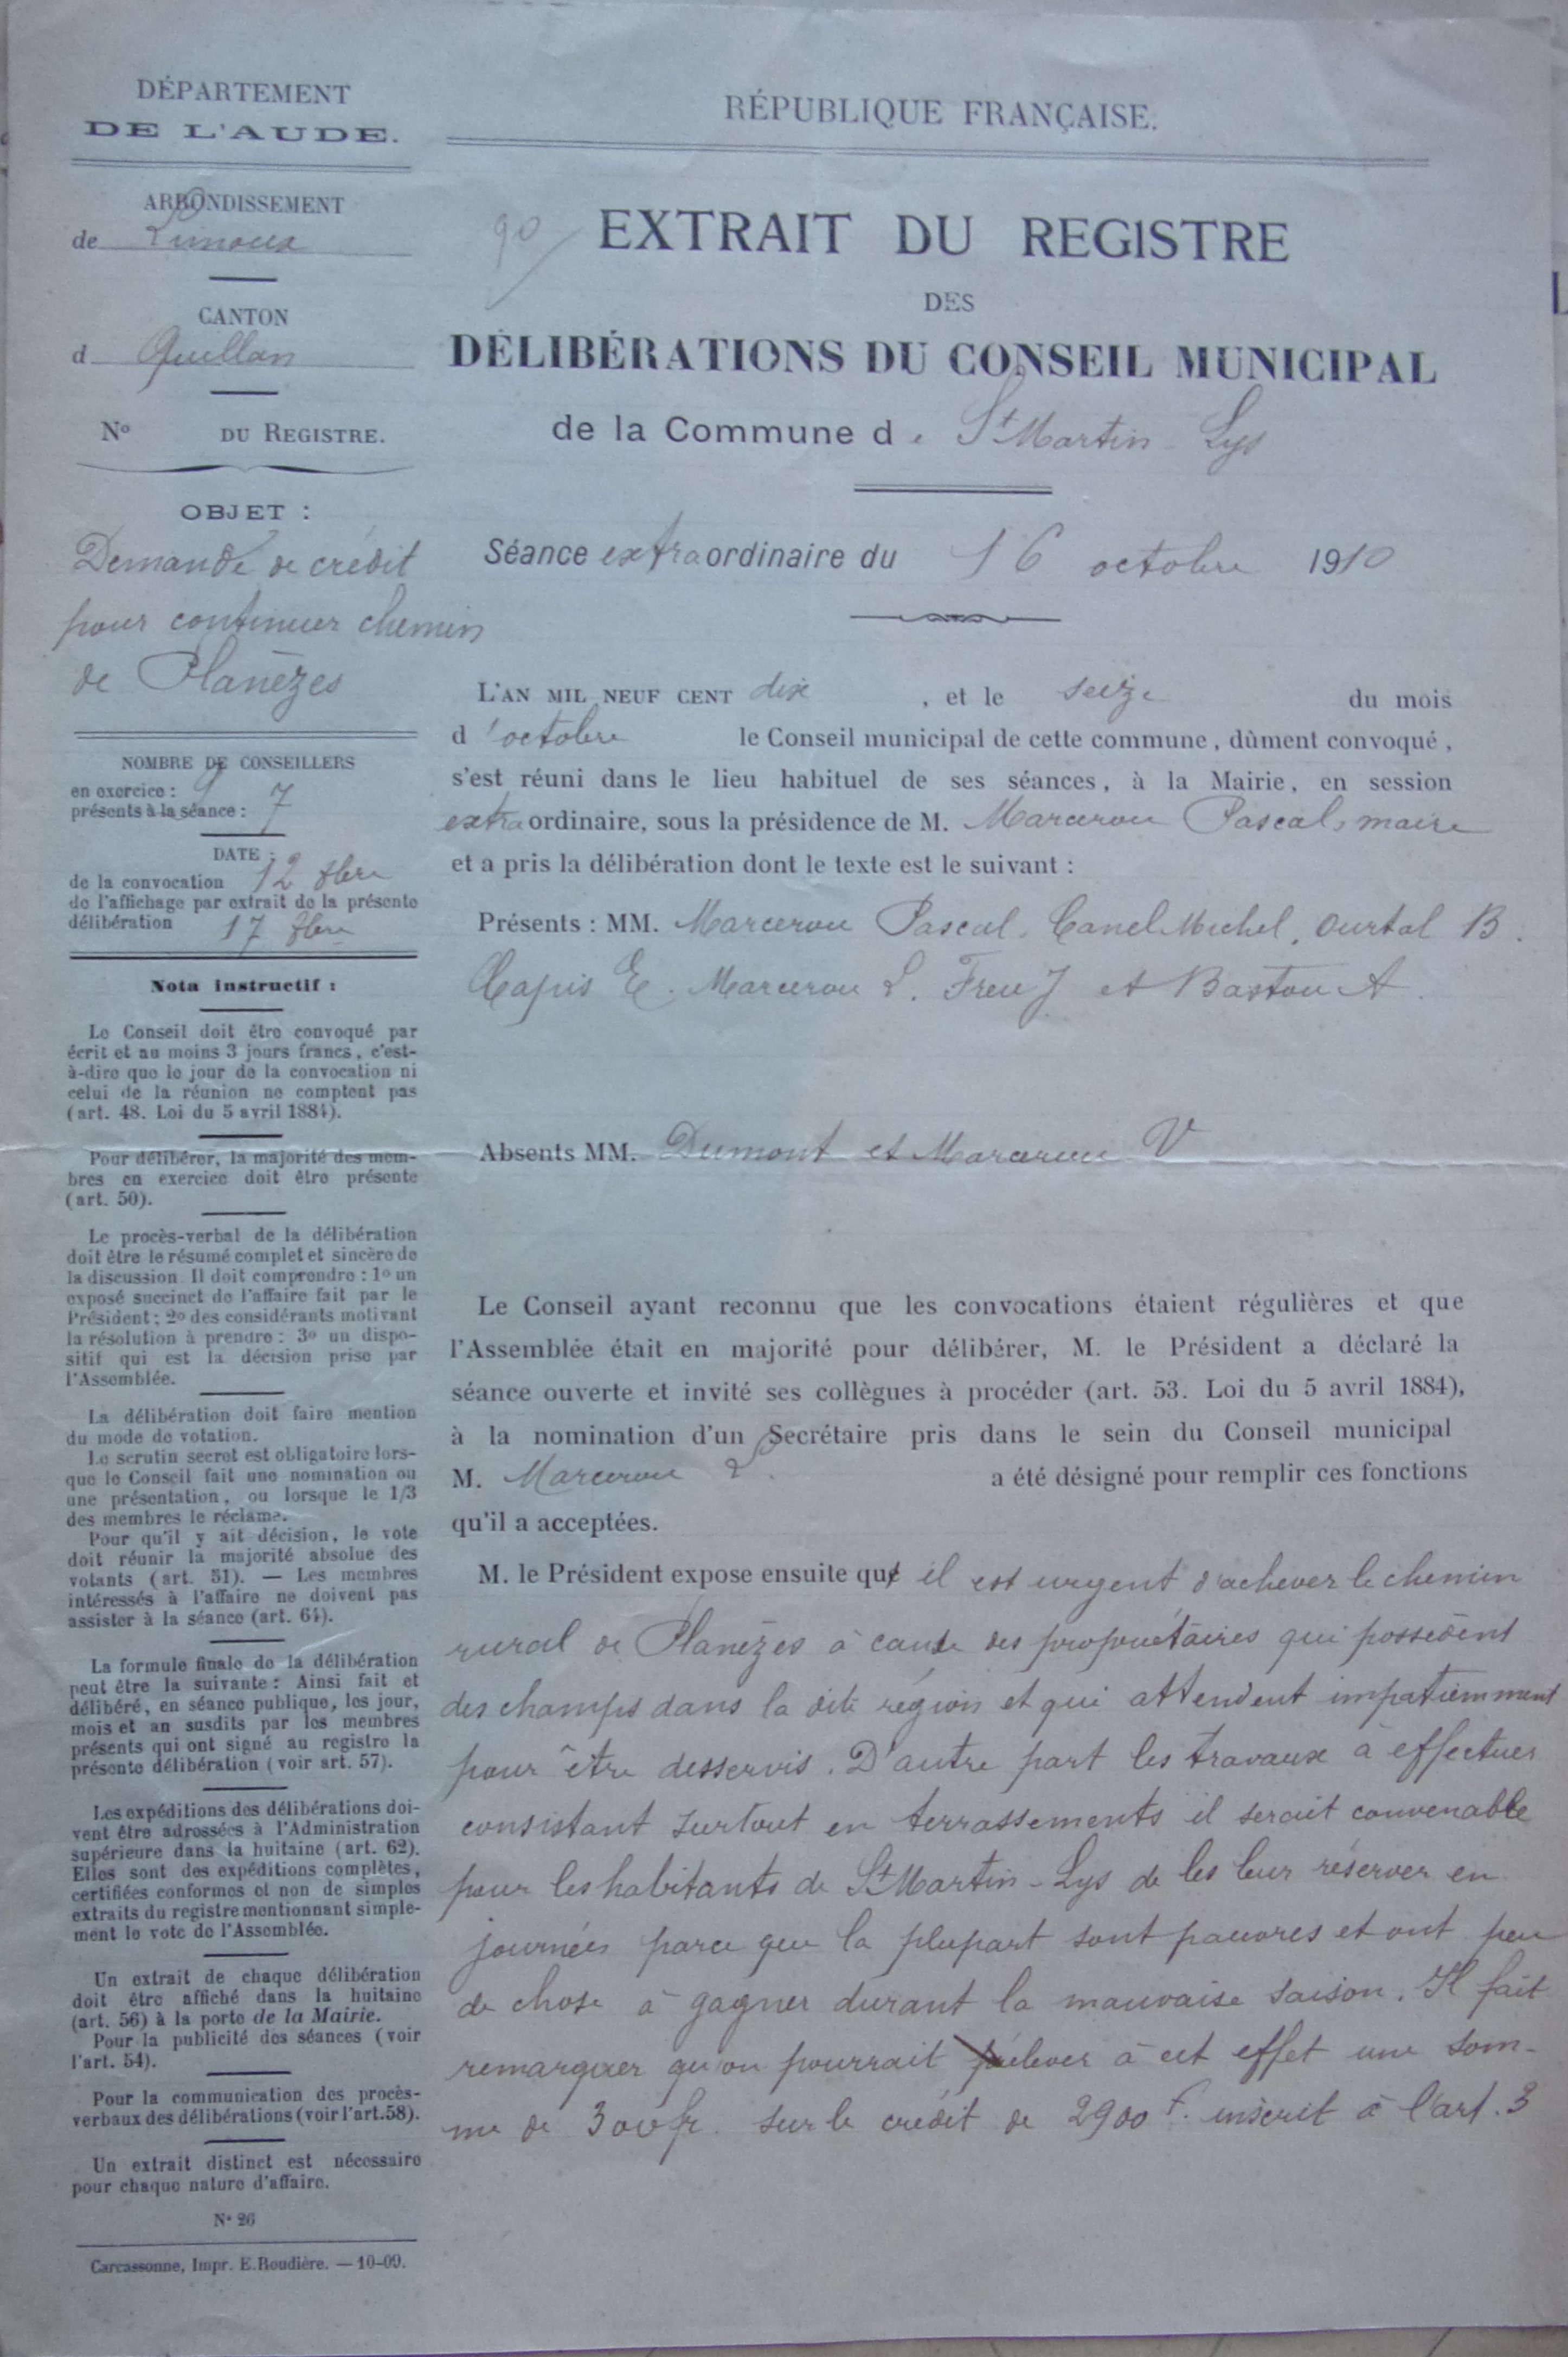 DÉPARTEMENT
DE L'AUDE.
ARRONDISSEMENT
de Limoux
CANTON
d Quillan
No DU REGISTRE.
OBJET :
Demande de crédit
pour continuer chemin
de Planèzes
NOMBRE DE CONSEILLERS
en exercice : 9
présents à la séance : 7
DATE :
de la convocation 12 8bre
de l'affichage par extrait de la présente
délibération 17 8bre
Nota instructif :
Le Conseil doit être convoqué par
écrit et au moins 3 jours francs, c'est-
à-dire que le jour de la convocation ni
celui de la réunion ne comptent pas
(art. 48. Loi du 5 avril 1884).
Pour délibérer, la majorité des mem-
bres en exercice doit être présente
(art. 50).
Le procès-verbal de la délibération
doit être le résumé complet et sincère de
la discussion. Il doit comprendre : 1o un
exposé succinct de l'affaire fait par le
Président ; 2o des considérants motivant
la résolution à prendre : 3o un dispo-
sitif qui est la décision prise par
l'Assemblée.
La délibération doit faire mention
du mode de votation.
Le scrutin secret est obligatoire lors-
que le Conseil fait une nomination ou
une présentation, ou lorsque le 1/3
des membres le réclame.
Pour qu'il y ait décision, le vote
doit réunir la majorité absolue des
votants (art. 51). — Les membres
intéressés à l'affaire ne doivent pas
assister à la séance (art. 64).
La formule finale de la délibération
peut être la suivante : Ainsi fait et
délibéré, en séance publique, les jour,
mois et an susdits par les membres
présents qui ont signé au registre la
présente délibération (voir art. 57).
Les expéditions des délibérations doi-
vent être adressées à l'Administration
supérieure dans la huitaine (art. 62).
Elles sont des expéditions complètes,
certifiées conformes et non de simples
extraits du registre mentionnant simple-
ment le vote de l'Assemblée.
Un extrait de chaque délibération
doit être affiché dans la huitaine
(art. 56) à la porte de la Mairie.
Pour la publicité des séances (voir
l'art. 54).
Pour la communication des procès-
verbaux des délibérations (voir l'art. 58).
Un extrait distinct est nécessaire
pour chaque nature d'affaire.
No 26
Carcassonne, Impr. E. Roudière. — 10-09.
RÉPUBLIQUE FRANÇAISE.
90
EXTRAIT DU REGISTRE
DES
DÉLIBÉRATIONS DU CONSEIL MUNICIPAL
de la Commune de St Martin-Lys
Séance extraordinaire du 16 octobre 1910
L'AN MIL NEUF CENT dix, et le seize du mois
d'octobre le Conseil municipal de cette commune, dûment convoqué,
s'est réuni dans le lieu habituel de ses séances, à la Mairie, en session
extraordinaire, sous la présidence de M. Marcerou Pascal, maire
et a pris la délibération dont le texte est le suivant :
Présents : MM. Marcerou Pascal, Canel Michel, Ourtal B.
Capis E. Marcerou L. Freu J. et Bastou A.
Absents MM. Dumont et Marcerou V
Le Conseil ayant reconnu que les convocations étaient régulières et que
l'Assemblée était en majorité pour délibérer, M. le Président a déclaré la
séance ouverte et invité ses collègues à procéder (art. 53. Loi du 5 avril 1884),
à la nomination d'un Secrétaire pris dans le sein du Conseil municipal
M. Marcerou L. a été désigné pour remplir ces fonctions
qu'il a acceptées.
M. le Président expose ensuite qu' il est urgent d'achever le chemin
rural de Planèzes à cause des propriétaires qui possèdent
des champs dans la dite région et qui attendent impatiemment
pour être desservis. D'autre part les travaux à effectuer
consistant surtout en terrassements il serait convenable
pour les habitants de St Martin-Lys de les leur réserver en
journées parce que la plupart sont pauvres et ont peu
de chose à gagner durant la mauvaise saison. Il fait
remarquer qu'on pourrait prélever à cet effet une som-
me de 300 fr. sur le crédit de 2900 f. inscrit à l'art. 3